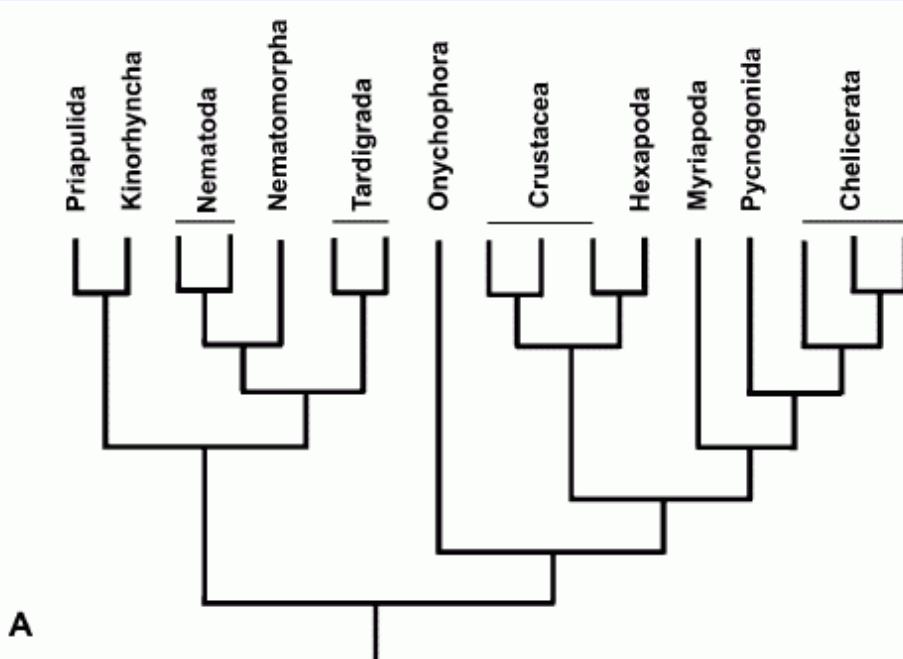 Priapulida
Kinorhyncha
Nematoda
Nematomorpha
Tardigrada
Onychophora
Crustacea
Hexapoda
Myriapoda
Pycnogonida
Chelicerata
A